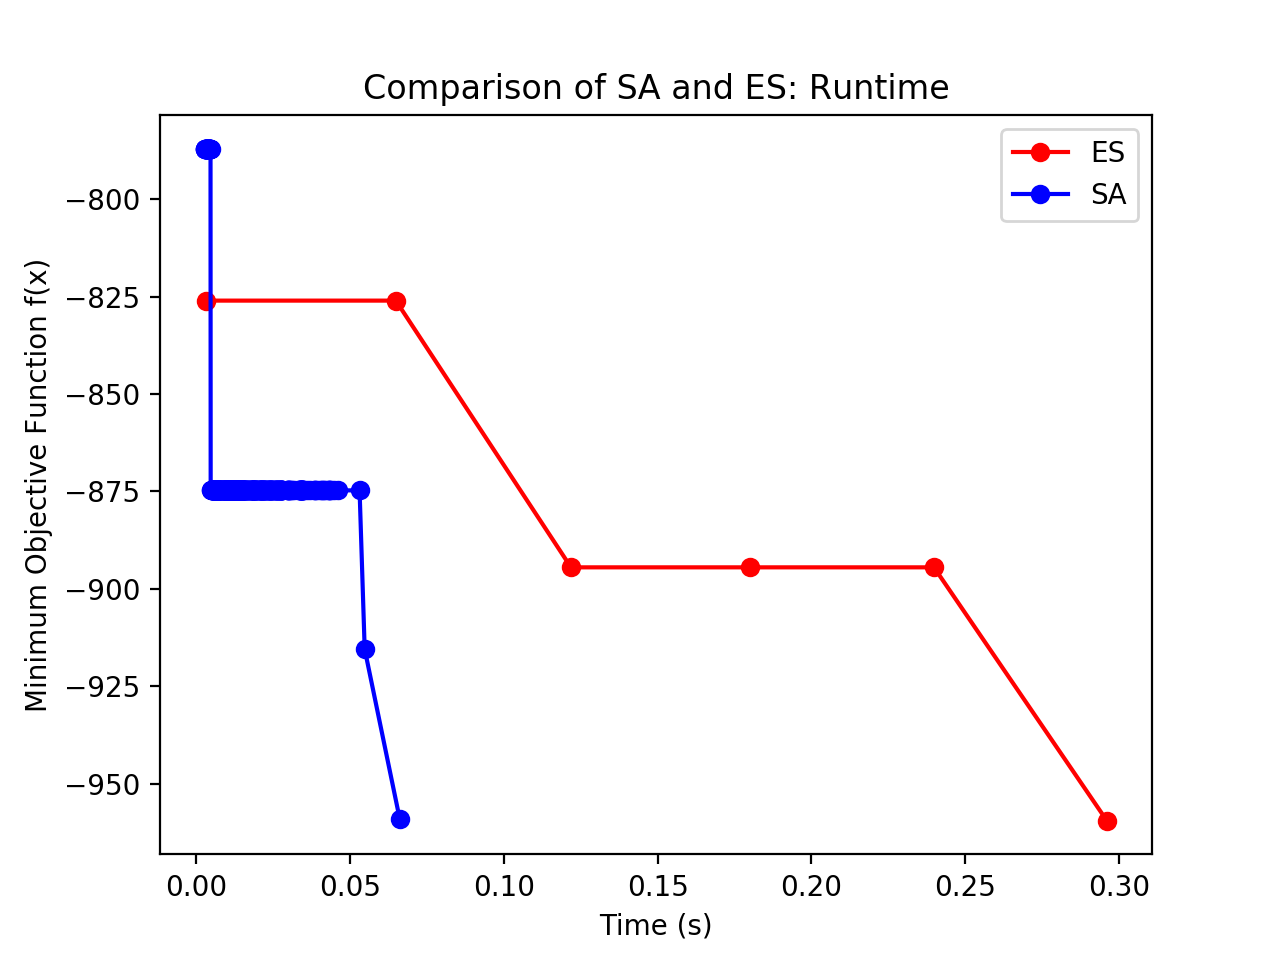 Comparison of SA and ES: Runtime
ES
SA
Minimum Objective Function f(x)
−800
−825
−850
−875
−900
−925
−950
0.00 0.05 0.10 0.15 0.20 0.25 0.30
Time (s)